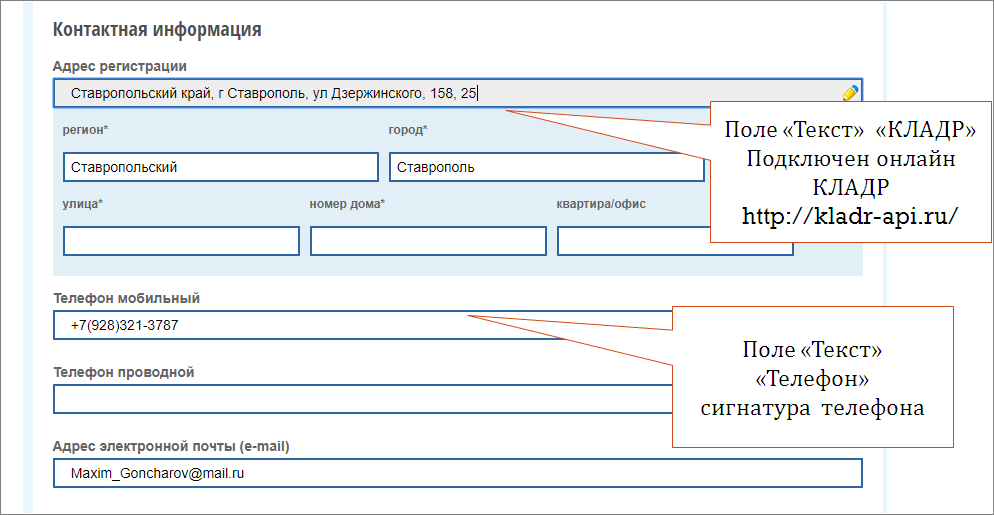 Контактная информация
Адрес регистрации
Ставропольский край, г Ставрополь, ул Дзержинского, 158, 25
регион*
город*
Ставропольский
Ставрополь
улица*
номер дома*
квартира/офис
Поле «Текст» «КЛАДР»
Подключен онлайн
КЛАДР
http://kladr-api.ru/
Телефон мобильный
+7(928)321-3787
Телефон проводной
Поле «Текст»
«Телефон»
сигнатура телефона
Адрес электронной почты (e-mail)
Maxim_Goncharov@mail.ru